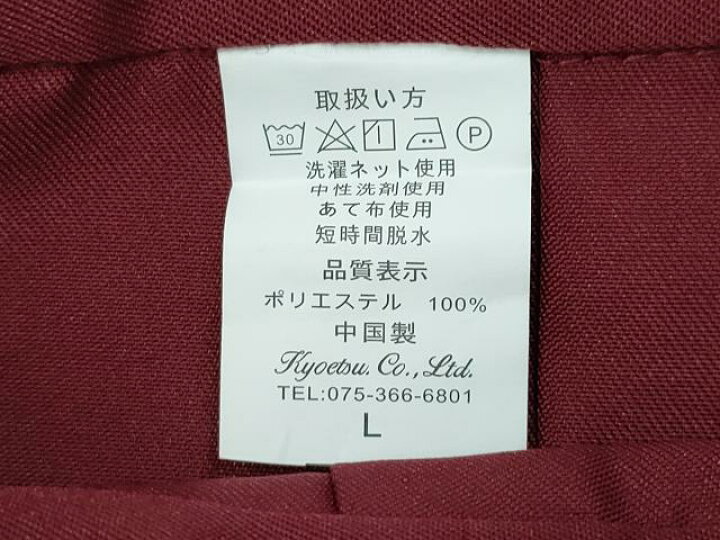 取扱い方
30 P
洗濯ネット使用
中性洗剤使用
あて布使用
短時間脱水
品質表示
ポリエステル 100%
中国製
Kyoetsu. Co., Ltd.
TEL:075-366-6801
L